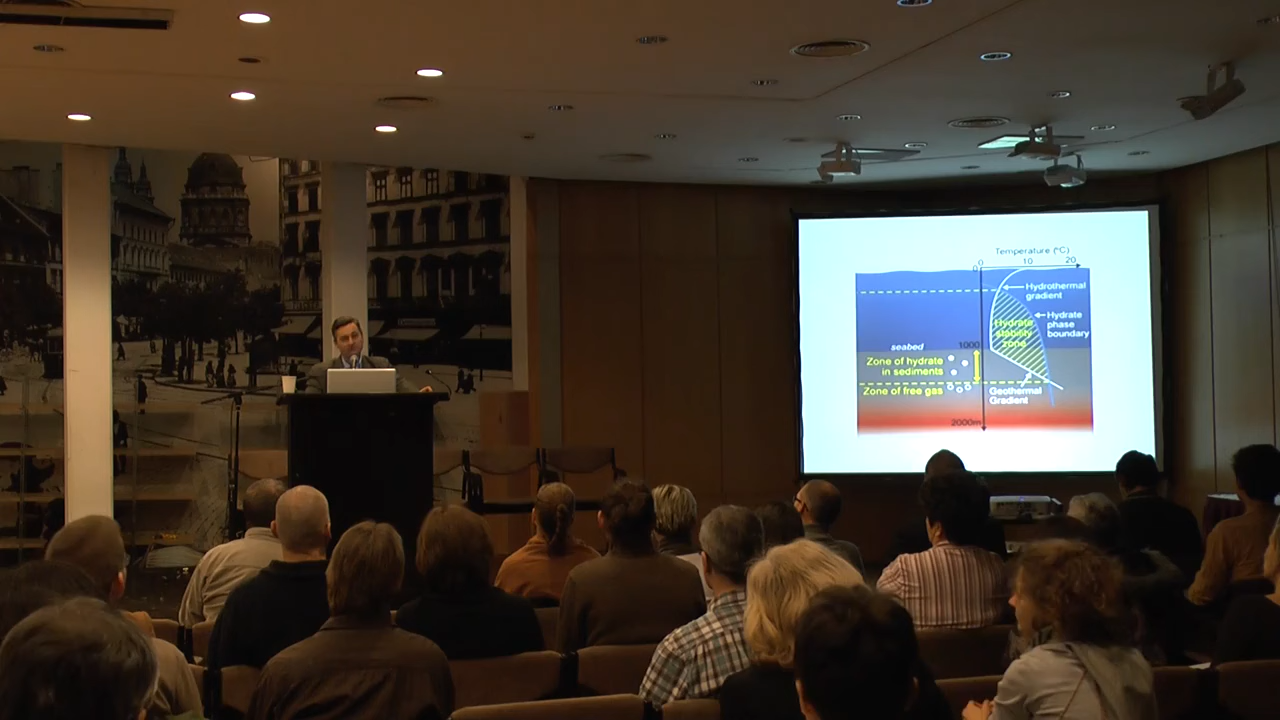 Temperature (°C)
0 10 20
0
Hydrothermal
gradient
Hydrate
phase
boundary
Hydrate
stability
zone
seabed
1000
Zone of hydrate
in sediments
Zone of free gas
Geothermal
Gradient
2000m